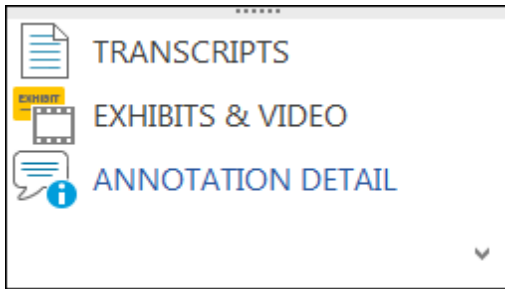 TRANSCRIPTS
EXHIBIT
EXHIBITS & VIDEO
ANNOTATION DETAIL